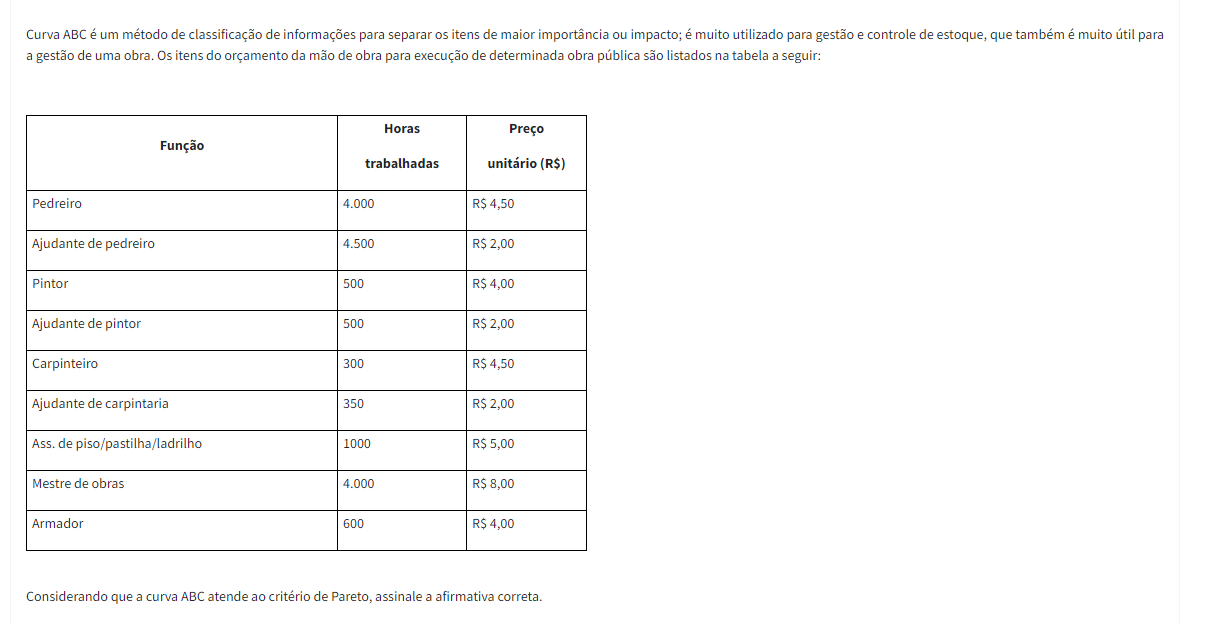 Curva ABC é um método de classificação de informações para separar os itens de maior importância ou impacto; é muito utilizado para gestão e controle de estoque, que também é muito útil para
a gestão de uma obra. Os itens do orçamento da mão de obra para execução de determinada obra pública são listados na tabela a seguir:
Função Horas trabalhadas Preço unitário (R$)
Pedreiro 4.000 R$ 4,50
Ajudante de pedreiro 4.500 R$ 2,00
Pintor 500 R$ 4,00
Ajudante de pintor 500 R$ 2,00
Carpinteiro 300 R$ 4,50
Ajudante de carpintaria 350 R$ 2,00
Ass. de piso/pastilha/ladrilho 1000 R$ 5,00
Mestre de obras 4.000 R$ 8,00
Armador 600 R$ 4,00
Considerando que a curva ABC atende ao critério de Pareto, assinale a afirmativa correta.